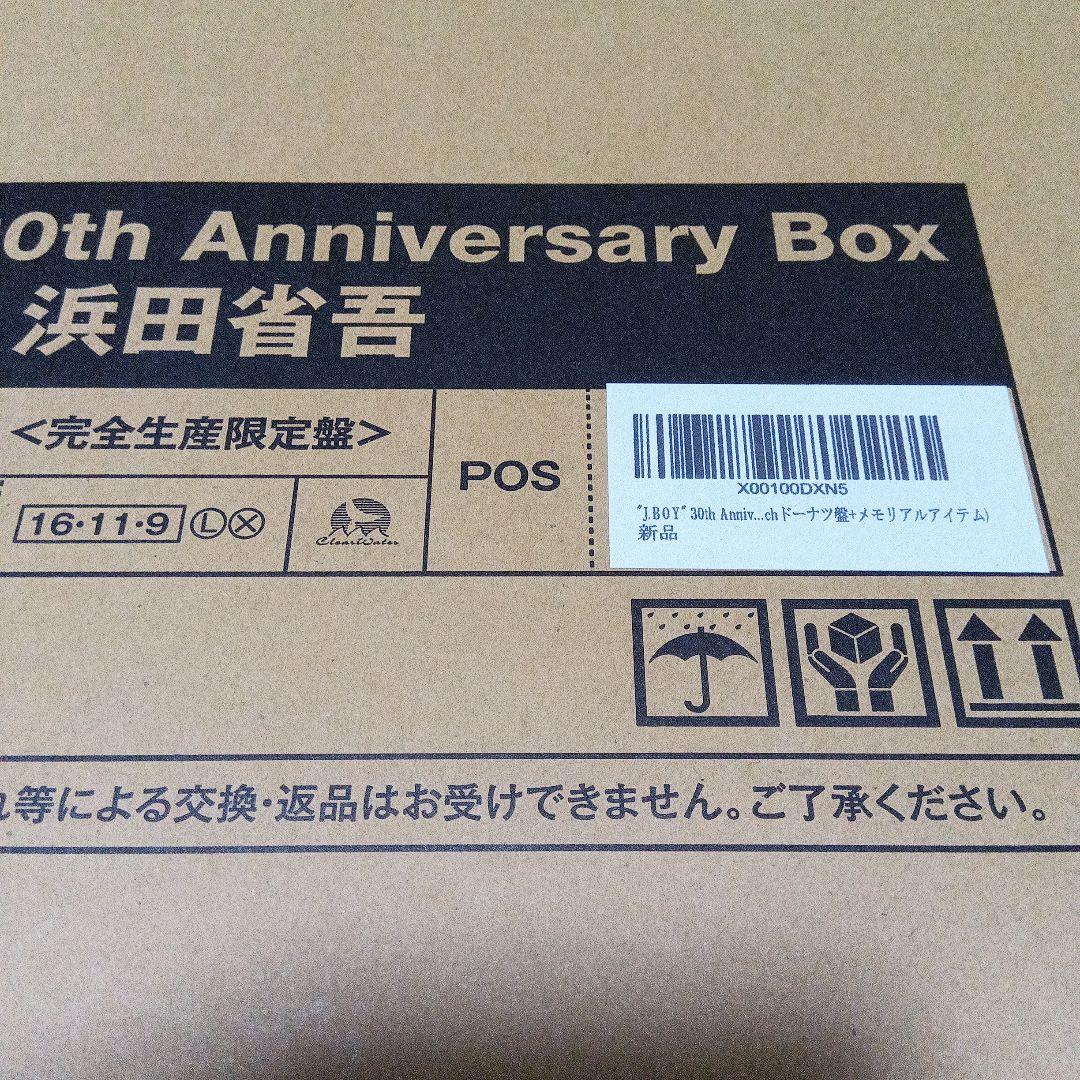 0th Anniversary Box
浜田省吾
<完全生産限定盤>
POS
X00100DXN5
"J.BOY" 30th Anniv...chドーナツ盤+メモリアルアイテム)
新品
16・11・9 Ⓛ Ⓧ
ClearWater
れ等による交換・返品はお受けできません。ご了承ください。